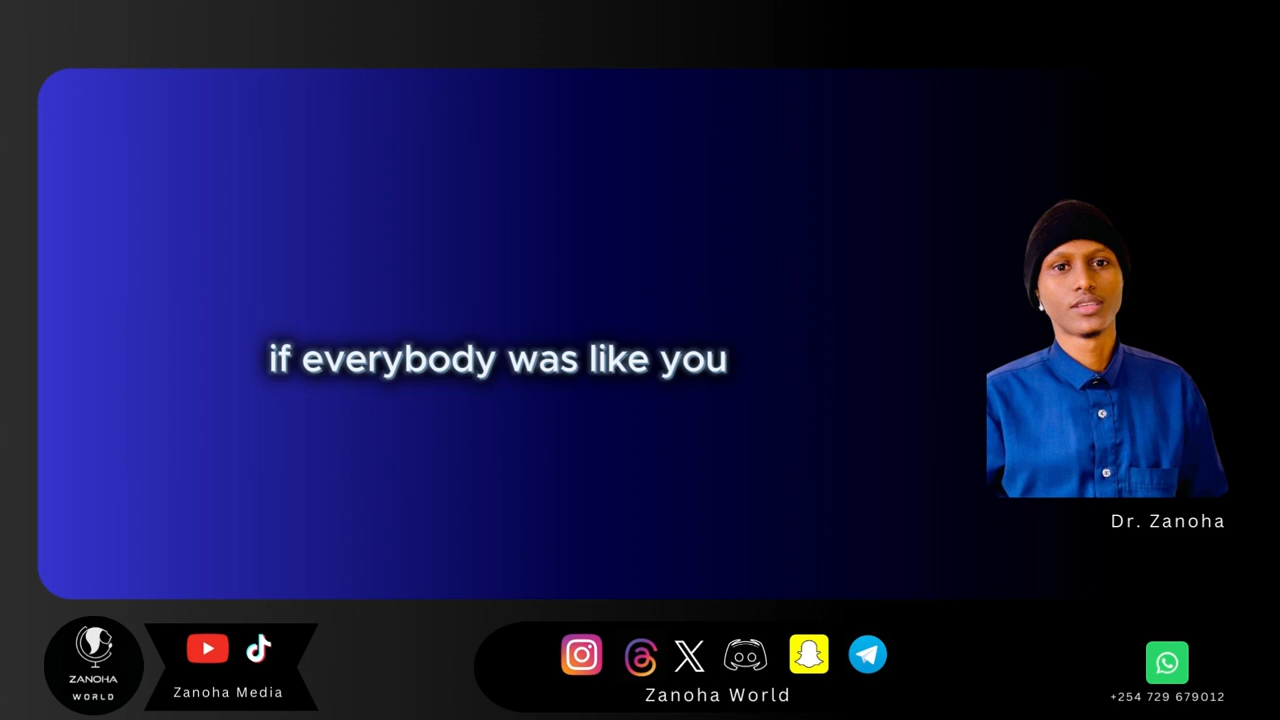 if everybody was like you
Dr. Zanoha
ZANOHA
WORLD
Zanoha Media
Zanoha World
+254 729 679012